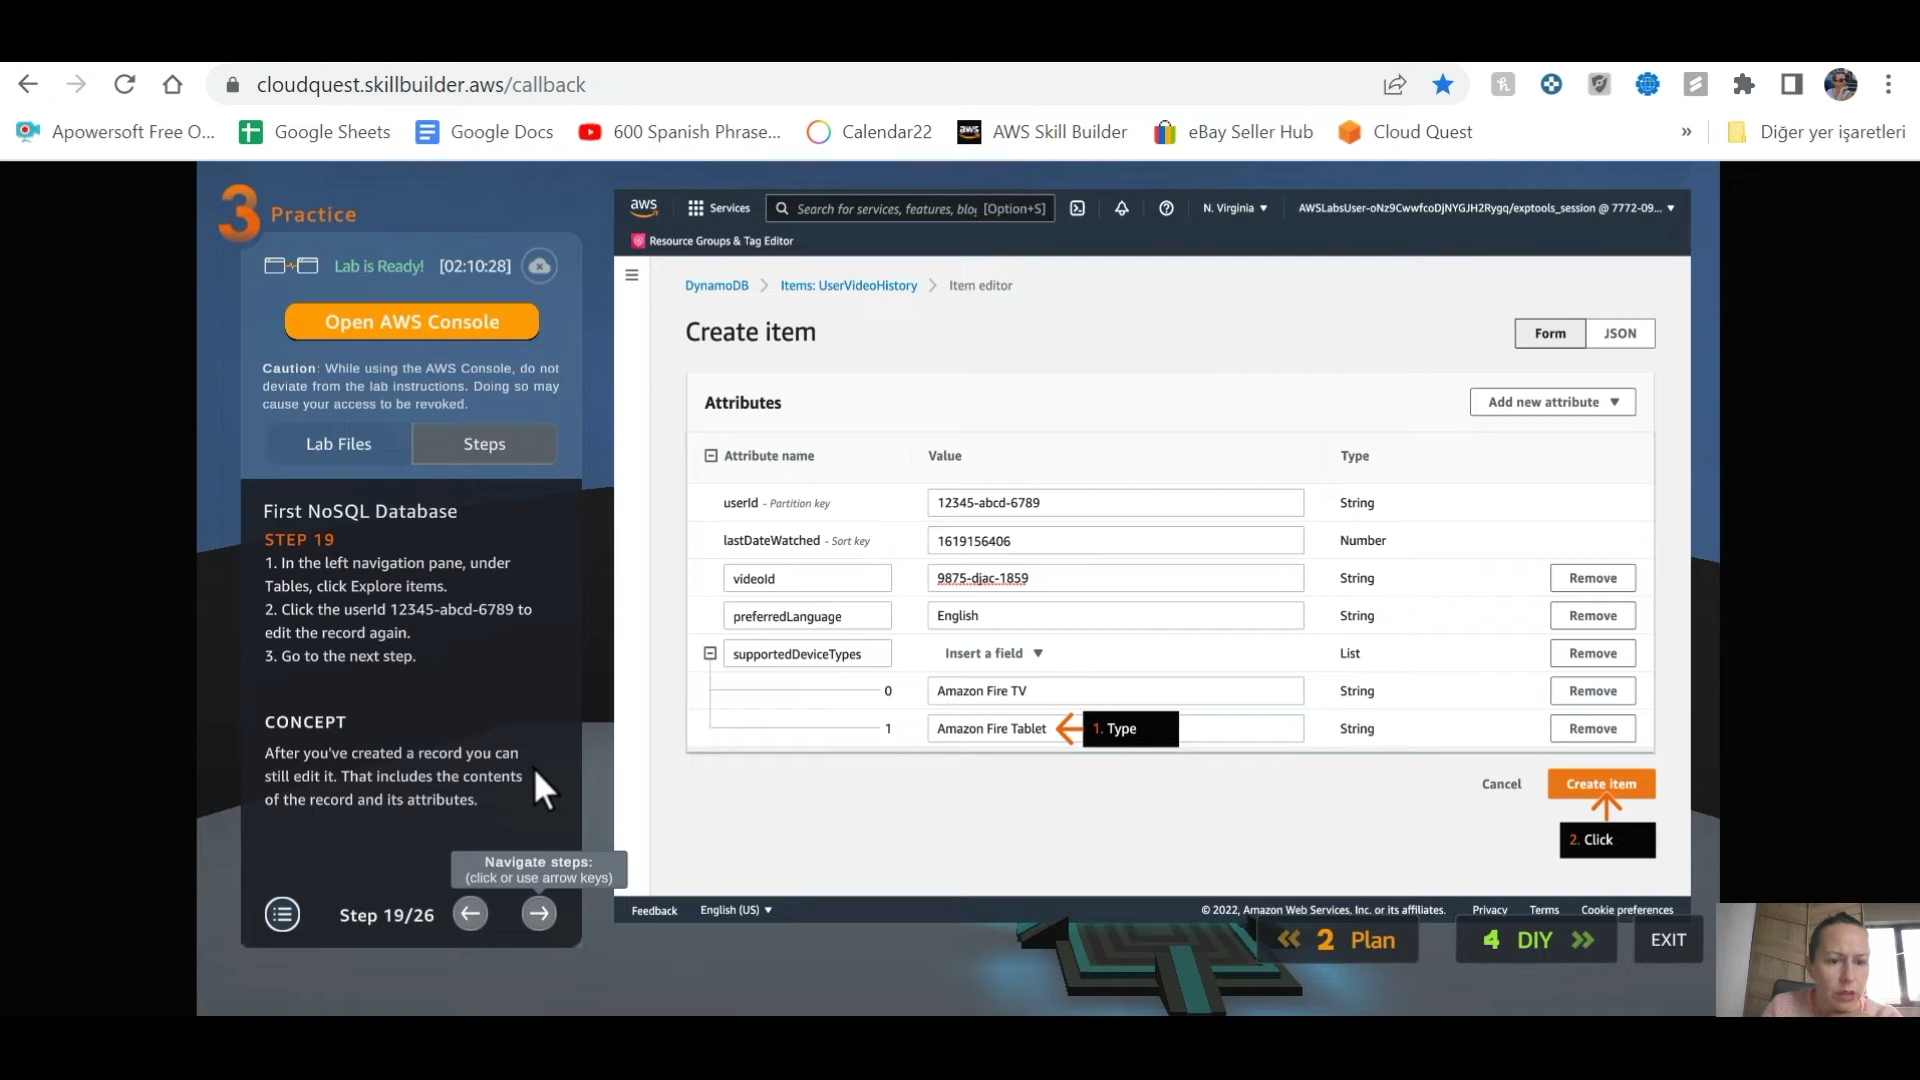 cloudquest.skillbuilder.aws/callback
Apowersoft Free O...
Google Sheets
Google Docs
600 Spanish Phrase...
Calendar22
aws
AWS Skill Builder
eBay Seller Hub
Cloud Quest
»
Diğer yer işaretleri
3 Practice
Lab is Ready! [02:10:28]
Open AWS Console
Caution: While using the AWS Console, do not
deviate from the lab instructions. Doing so may
cause your access to be revoked.
Lab Files
Steps
First NoSQL Database
STEP 19
1. In the left navigation pane, under
Tables, click Explore items.
2. Click the userId 12345-abcd-6789 to
edit the record again.
3. Go to the next step.
CONCEPT
After you've created a record you can
still edit it. That includes the contents
of the record and its attributes.
Navigate steps:
(click or use arrow keys)
Step 19/26
aws
Services
Search for services, features, blog [Option+S]
N. Virginia
AWSLabsUser-oNz9CwwfcoDjNYGJH2Rygq/exptools_session @ 7772-09...
Resource Groups & Tag Editor
DynamoDB > Items: UserVideoHistory > Item editor
Create item
Form
JSON
Attributes
Add new attribute
Attribute name Value Type
userId - Partition key 12345-abcd-6789 String
lastDateWatched - Sort key 1619156406 Number
videoId 9875-djac-1859 String Remove
preferredLanguage English String Remove
supportedDeviceTypes Insert a field List Remove
0 Amazon Fire TV String Remove
1 Amazon Fire Tablet 1. Type String Remove
Cancel
Create item
2. Click
Feedback English (US)
© 2022, Amazon Web Services, Inc. or its affiliates. Privacy Terms Cookie preferences
2 Plan
4 DIY
EXIT